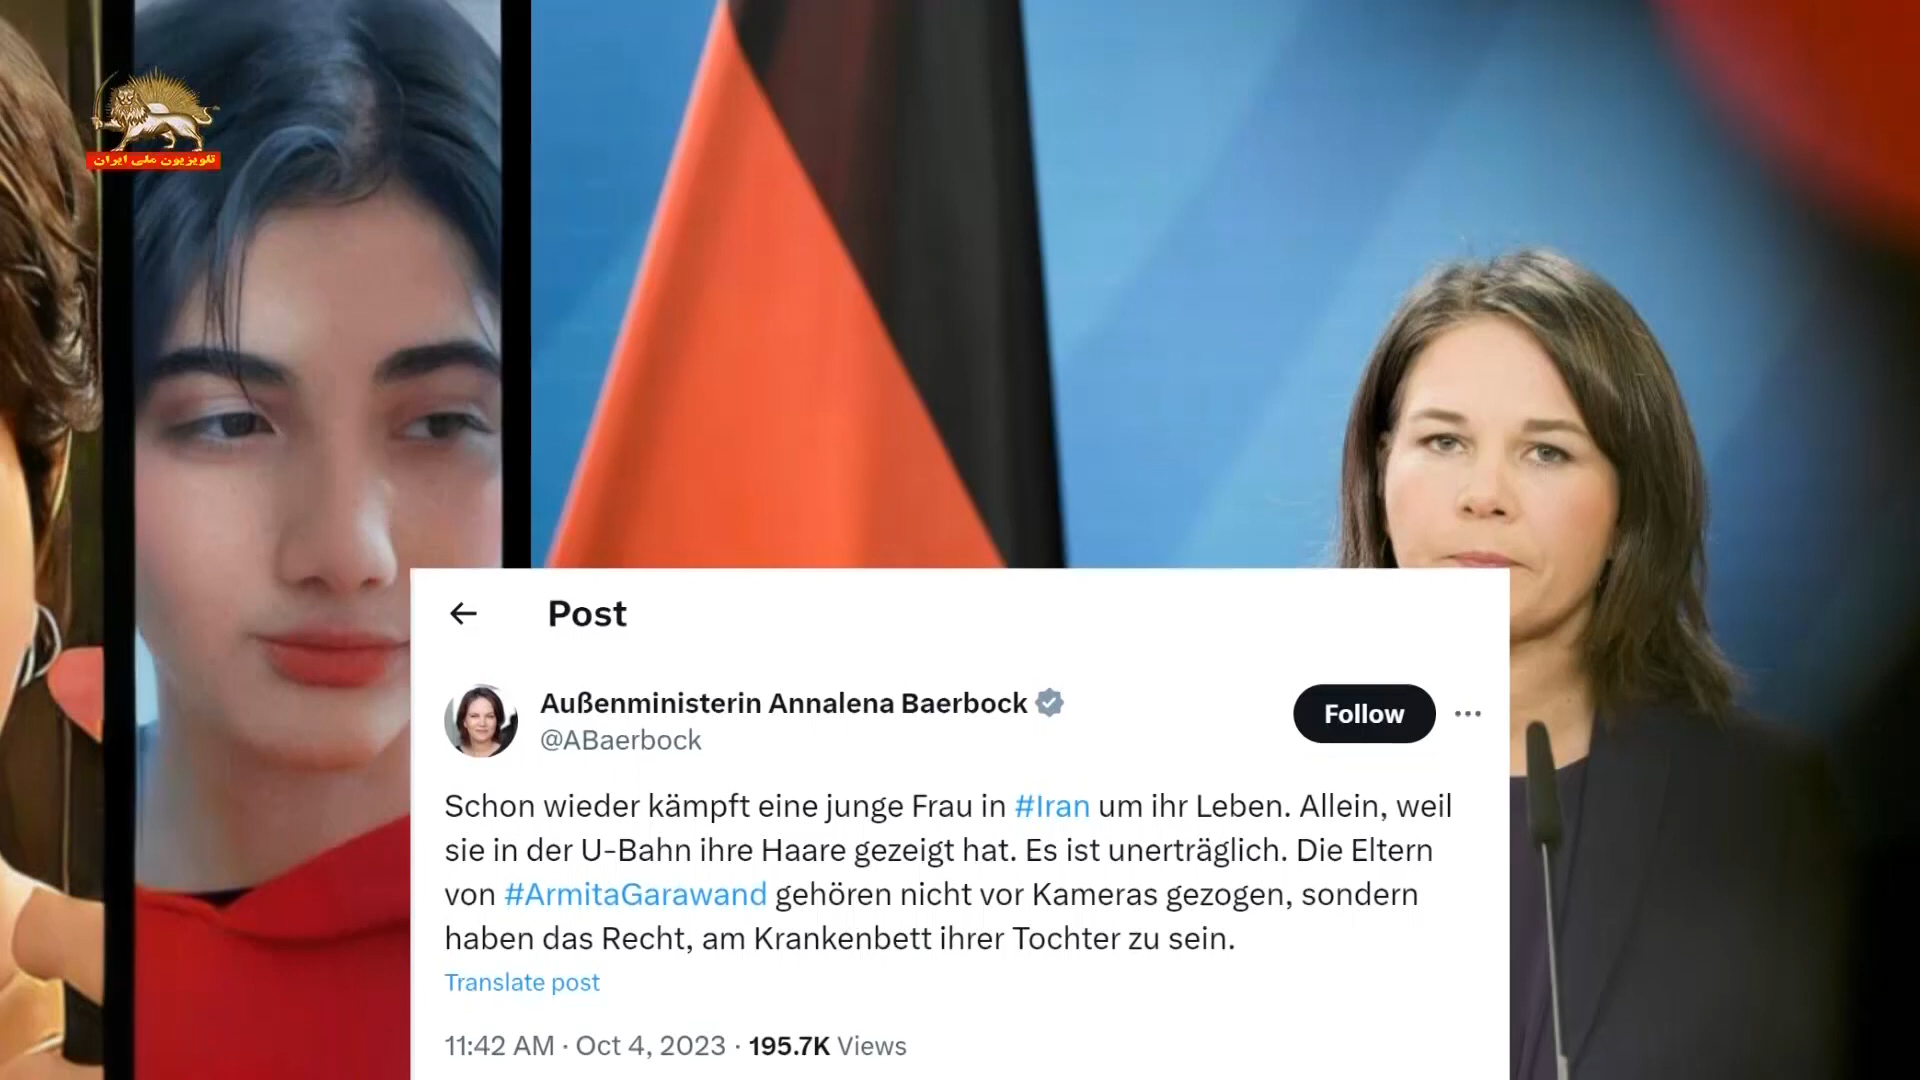 تلویزیون ملی ایران
Post
Außenministerin Annalena Baerbock
@ABaerbock
Follow
Schon wieder kämpft eine junge Frau in #Iran um ihr Leben. Allein, weil
sie in der U-Bahn ihre Haare gezeigt hat. Es ist unerträglich. Die Eltern
von #ArmitaGarawand gehören nicht vor Kameras gezogen, sondern
haben das Recht, am Krankenbett ihrer Tochter zu sein.
Translate post
11:42 AM · Oct 4, 2023 · 195.7K Views